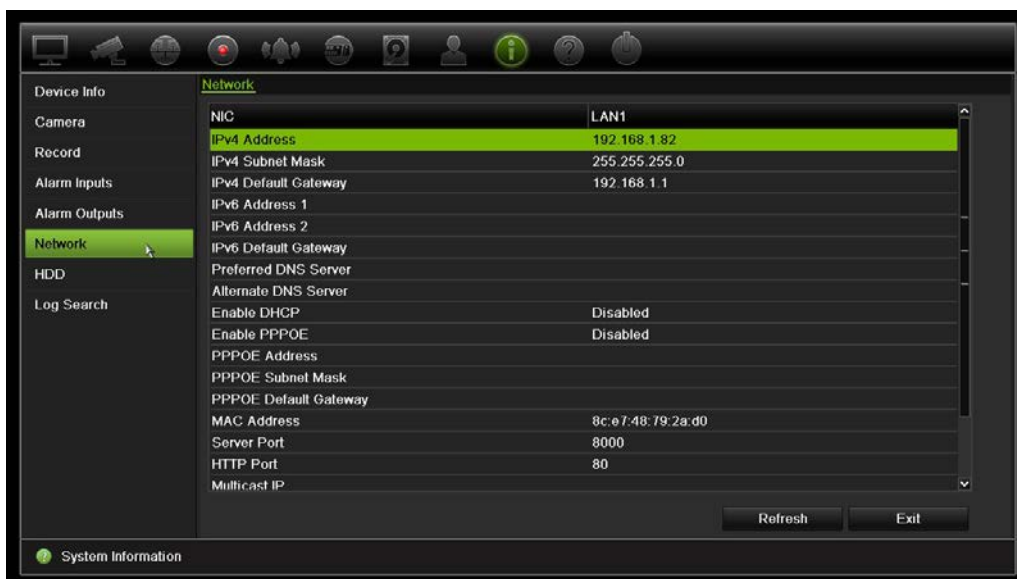 Device Info
Camera
Record
Alarm Inputs
Alarm Outputs
Network
HDD
Log Search
Network
NIC LAN1
IPv4 Address 192.168.1.82
IPv4 Subnet Mask 255.255.255.0
IPv4 Default Gateway 192.168.1.1
IPv6 Address 1
IPv6 Address 2
IPv6 Default Gateway
Preferred DNS Server
Alternate DNS Server
Enable DHCP Disabled
Enable PPPOE Disabled
PPPOE Address
PPPOE Subnet Mask
PPPOE Default Gateway
MAC Address 8c:e7:48:79:2a:d0
Server Port 8000
HTTP Port 80
Multicast IP
Refresh Exit
System Information